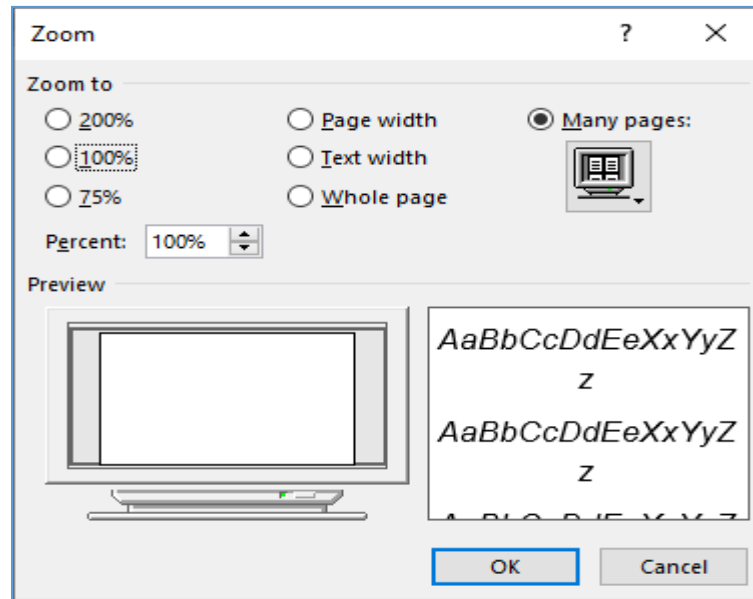 Zoom ?
Zoom to
200% Page width Many pages:
100% Text width
75% Whole page
Percent: 100%
Preview
AaBbCcDdEeXxYyZ
z
AaBbCcDdEeXxYyZ
z
OK Cancel